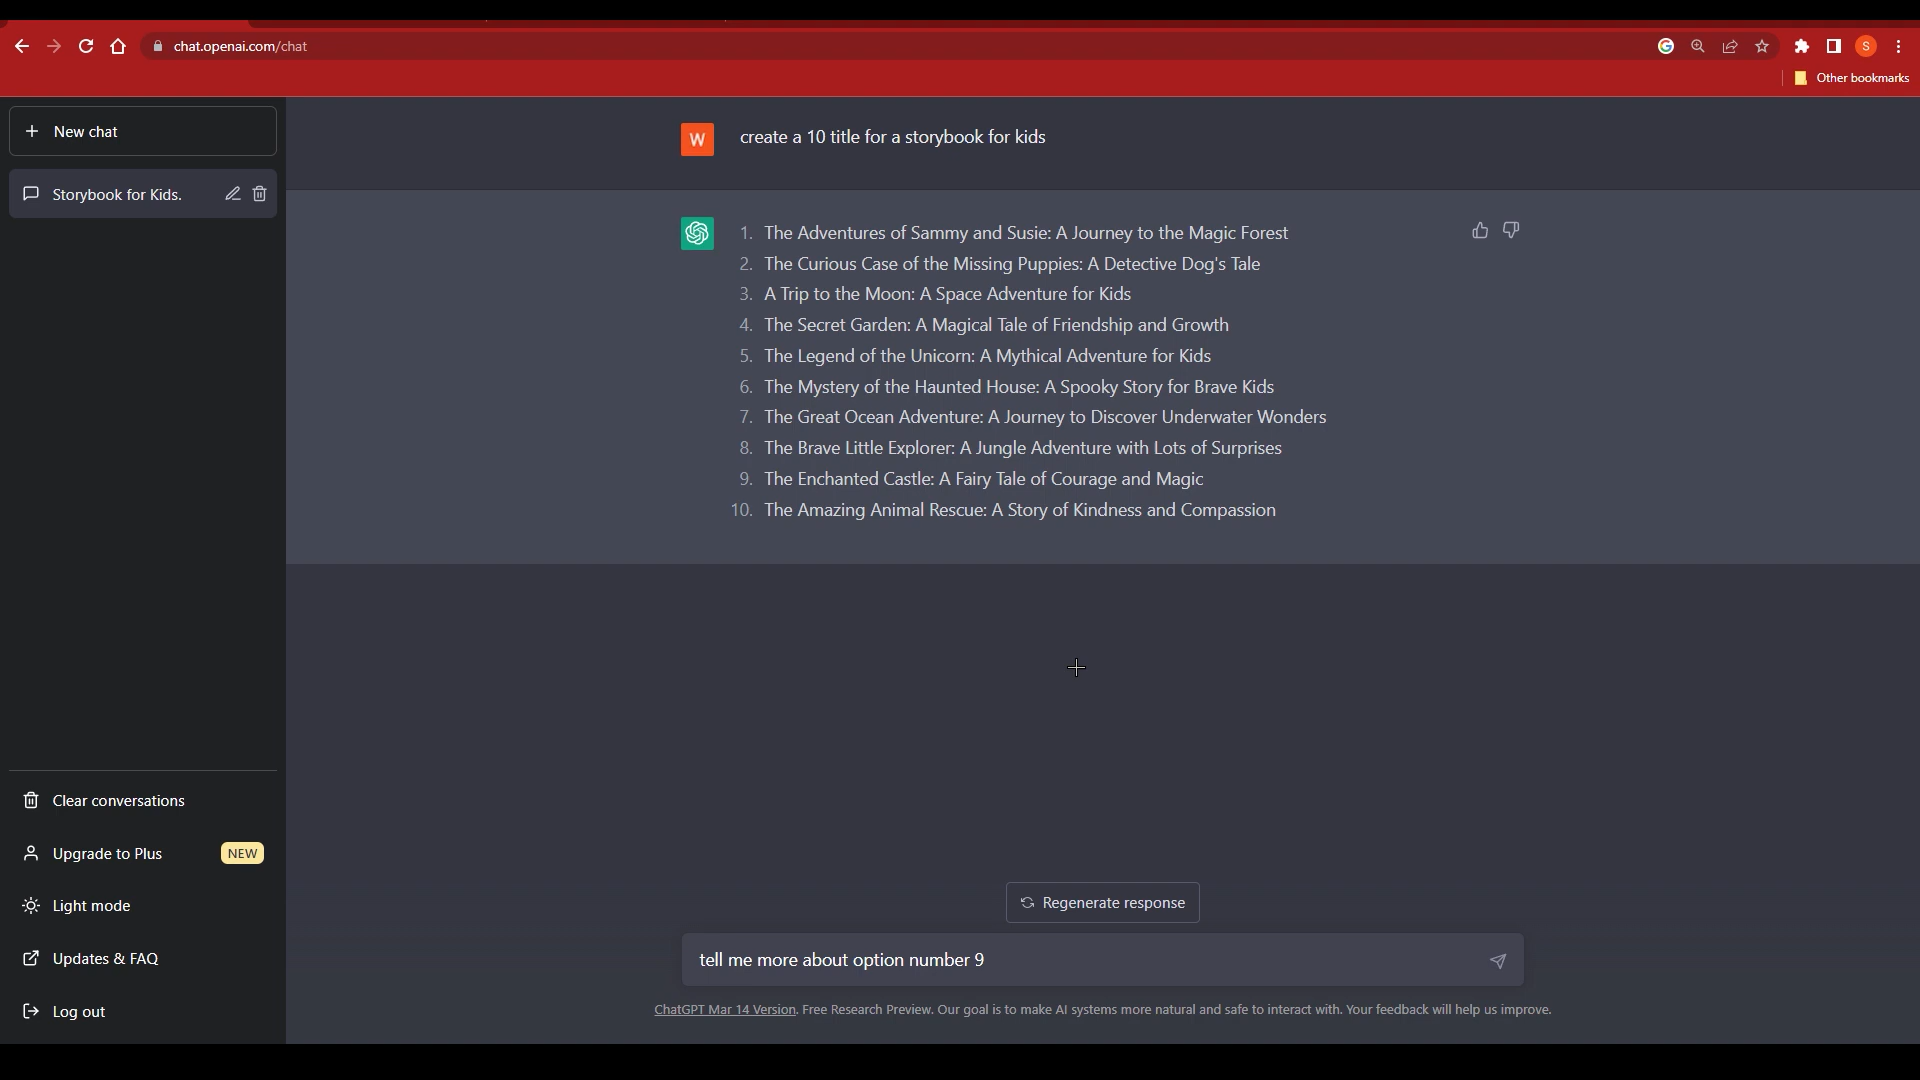 chat.openai.com/chat
S
Other bookmarks
New chat
Storybook for Kids.
W
create a 10 title for a storybook for kids
1. The Adventures of Sammy and Susie: A Journey to the Magic Forest
2. The Curious Case of the Missing Puppies: A Detective Dog's Tale
3. A Trip to the Moon: A Space Adventure for Kids
4. The Secret Garden: A Magical Tale of Friendship and Growth
5. The Legend of the Unicorn: A Mythical Adventure for Kids
6. The Mystery of the Haunted House: A Spooky Story for Brave Kids
7. The Great Ocean Adventure: A Journey to Discover Underwater Wonders
8. The Brave Little Explorer: A Jungle Adventure with Lots of Surprises
9. The Enchanted Castle: A Fairy Tale of Courage and Magic
10. The Amazing Animal Rescue: A Story of Kindness and Compassion
Clear conversations
Upgrade to Plus NEW
Light mode
Updates & FAQ
Log out
Regenerate response
tell me more about option number 9
ChatGPT Mar 14 Version. Free Research Preview. Our goal is to make AI systems more natural and safe to interact with. Your feedback will help us improve.